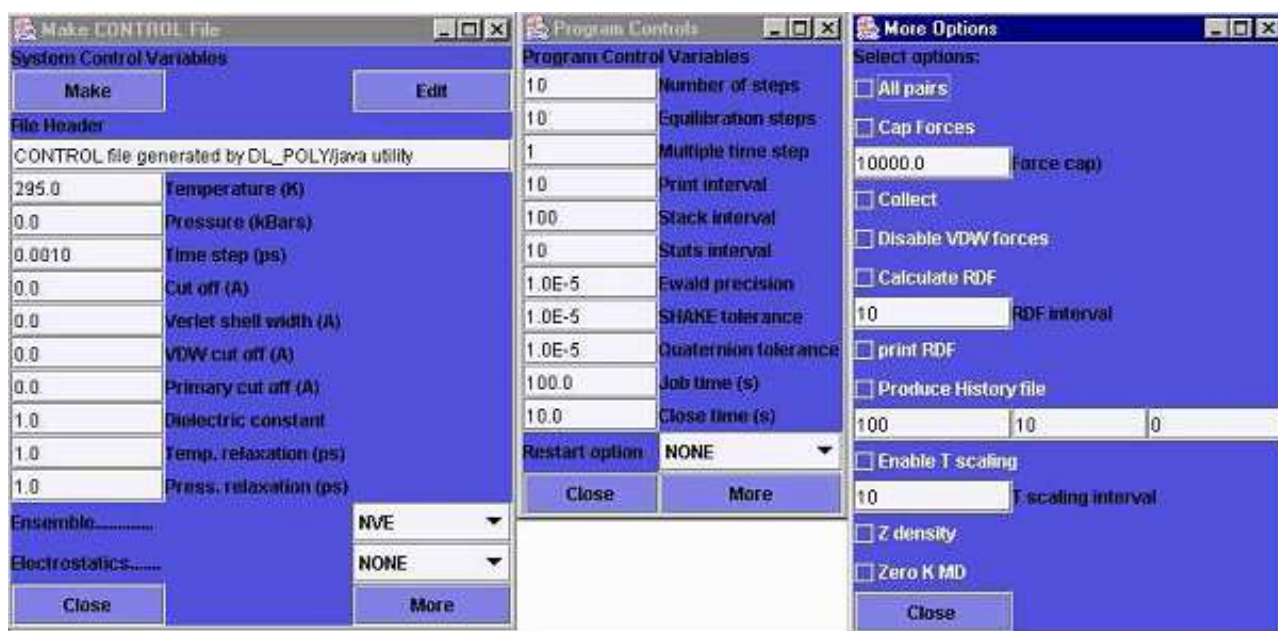 Make CONTROL File
System Control Variables
Make
Edit
File Header
CONTROL file generated by DL_POLY/java utility
295.0 Temperature (K)
0.0 Pressure (kBars)
0.0010 Time step (ps)
0.0 Cut off (A)
0.0 Verlet shell width (A)
0.0 VDW cut off (A)
0.0 Primary cut off (A)
1.0 Dielectric constant
1.0 Temp. relaxation (ps)
1.0 Press. relaxation (ps)
Ensemble............. NVE
Electrostatics....... NONE
Close
More
Program Controls
Program Control Variables
10 Number of steps
10 Equilibration steps
1 Multiple time step
10 Print interval
100 Stack interval
10 Stats interval
1.0E-5 Ewald precision
1.0E-5 SHAKE tolerance
1.0E-5 Quaternion tolerance
100.0 Job time (s)
10.0 Close time (s)
Restart option NONE
Close
More
More Options
Select options:
All pairs
Cap Forces
10000.0 Force cap)
Collect
Disable VDW forces
Calculate RDF
10 RDF interval
print RDF
Produce History file
100 10 0
Enable T scaling
10 T scaling interval
Z density
Zero K MD
Close